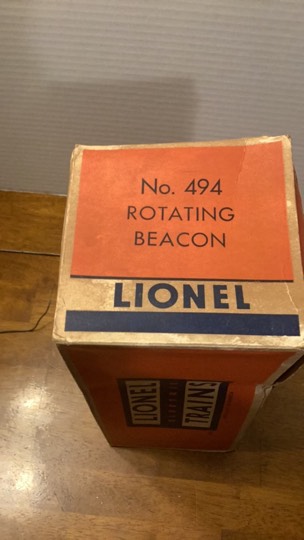 No. 494
ROTATING
BEACON
LIONEL
LIONEL
TRAINS